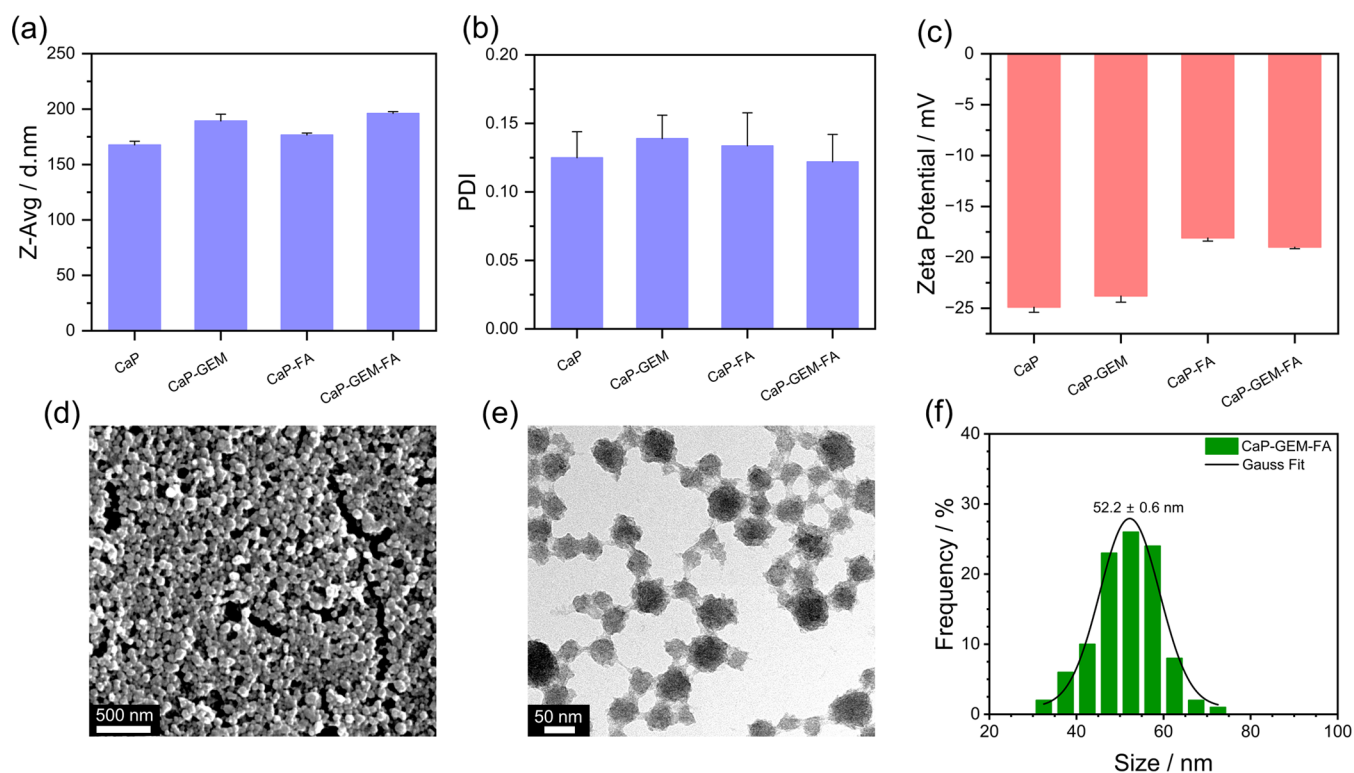 (a)
250
200
150
100
50
0
Z-Avg / d.nm
CaP
CaP-GEM
CaP-FA
CaP-GEM-FA
(b)
0.20
0.15
0.10
0.05
0.00
PDI
CaP
CaP-GEM
CaP-FA
CaP-GEM-FA
(c)
0
−5
−10
−15
−20
−25
Zeta Potential / mV
CaP
CaP-GEM
CaP-FA
CaP-GEM-FA
(d)
500 nm
(e)
50 nm
(f)
40
30
20
10
0
Frequency / %
CaP-GEM-FA
Gauss Fit
52.2 ± 0.6 nm
20 40 60 80 100
Size / nm